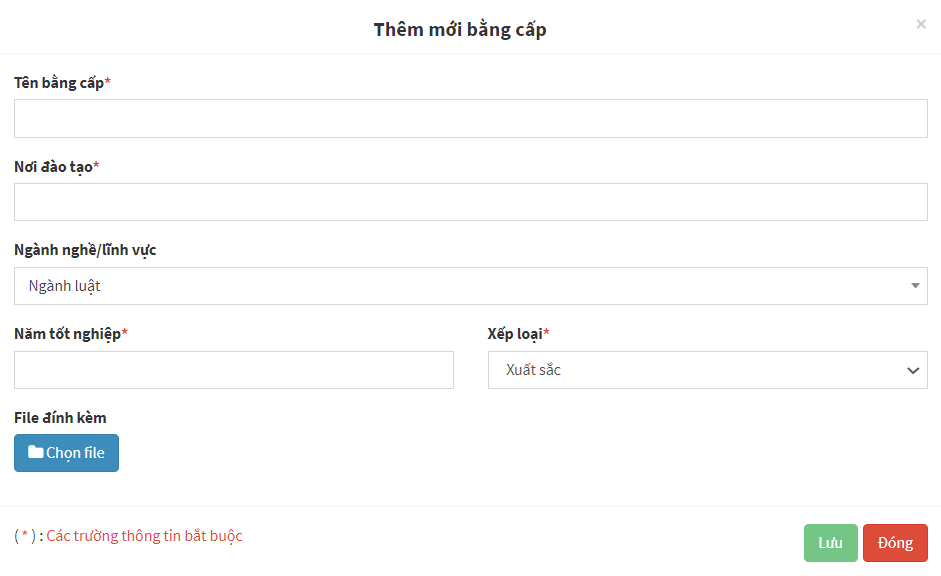 Thêm mới bằng cấp
×
Tên bằng cấp*
Nơi đào tạo*
Ngành nghề/lĩnh vực
Ngành luật
Năm tốt nghiệp*
Xếp loại*
Xuất sắc
File đính kèm
Chọn file
( * ) : Các trường thông tin bắt buộc
Lưu
Đóng